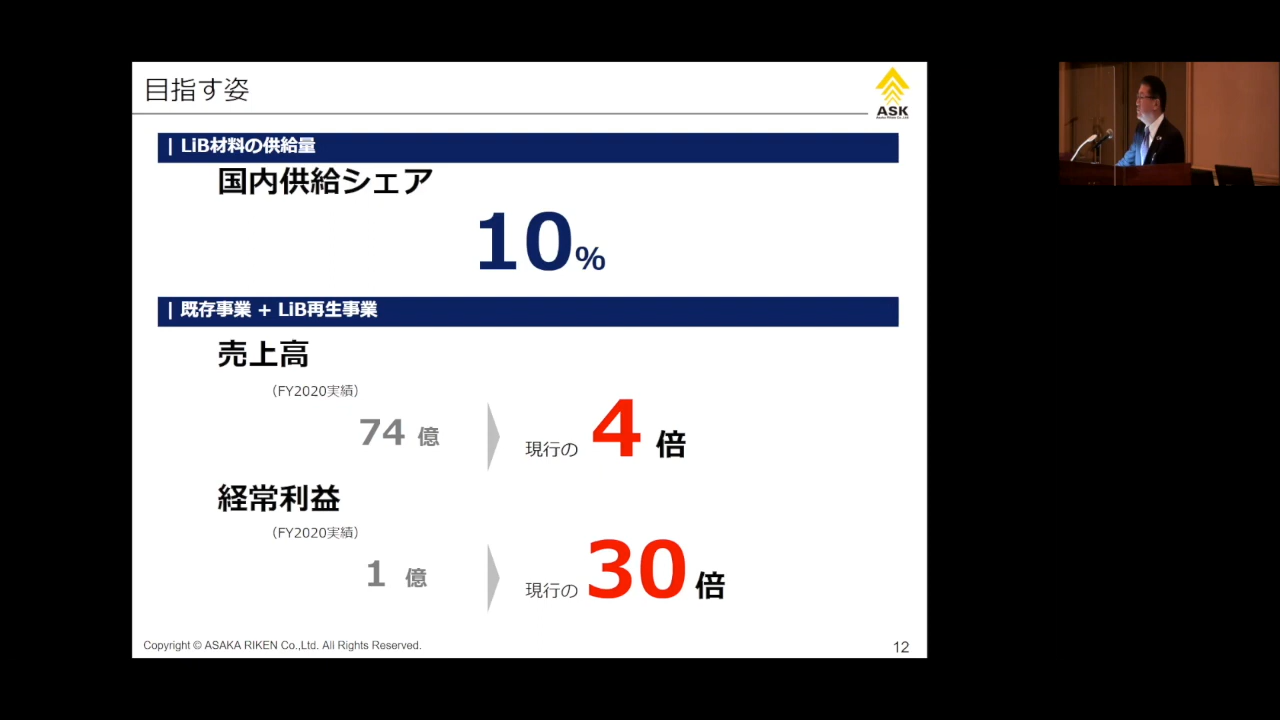 目指す姿
ASK
Asaka Riken Co., Ltd.
| LiB材料の供給量
国内供給シェア
10%
| 既存事業 + LiB再生事業
売上高
（FY2020実績）
74 億
現行の 4 倍
経常利益
（FY2020実績）
1 億
現行の 30 倍
Copyright © ASAKA RIKEN Co.,Ltd. All Rights Reserved.
12